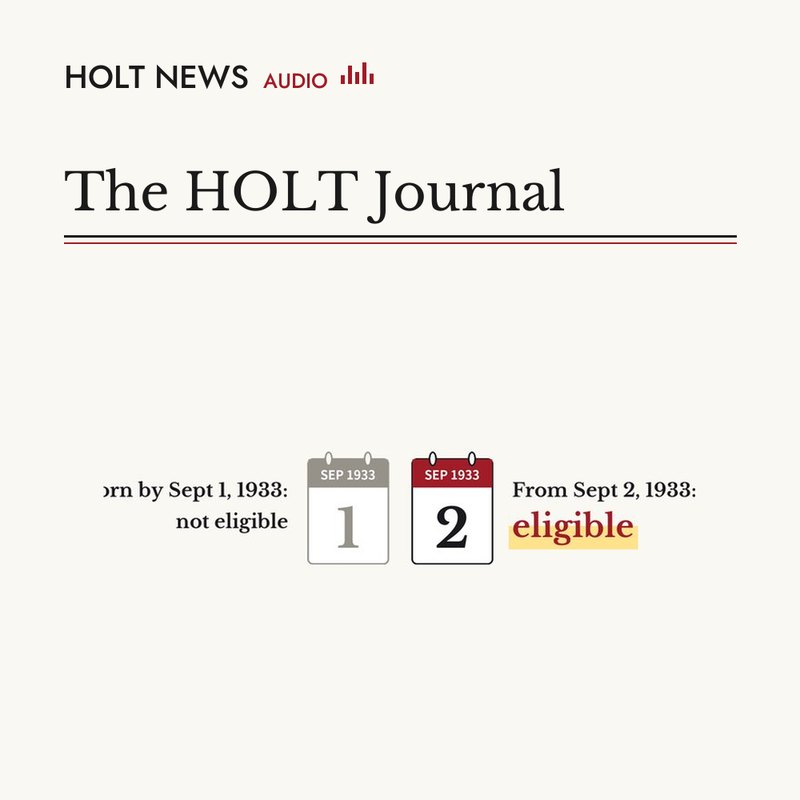 HOLT NEWS AUDIO
The HOLT Journal
by Sept 1, 1933:
not eligible
SEP 1933
1
SEP 1933
2
From Sept 2, 1933:
eligible